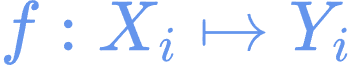 f : X_i ↦ Y_i